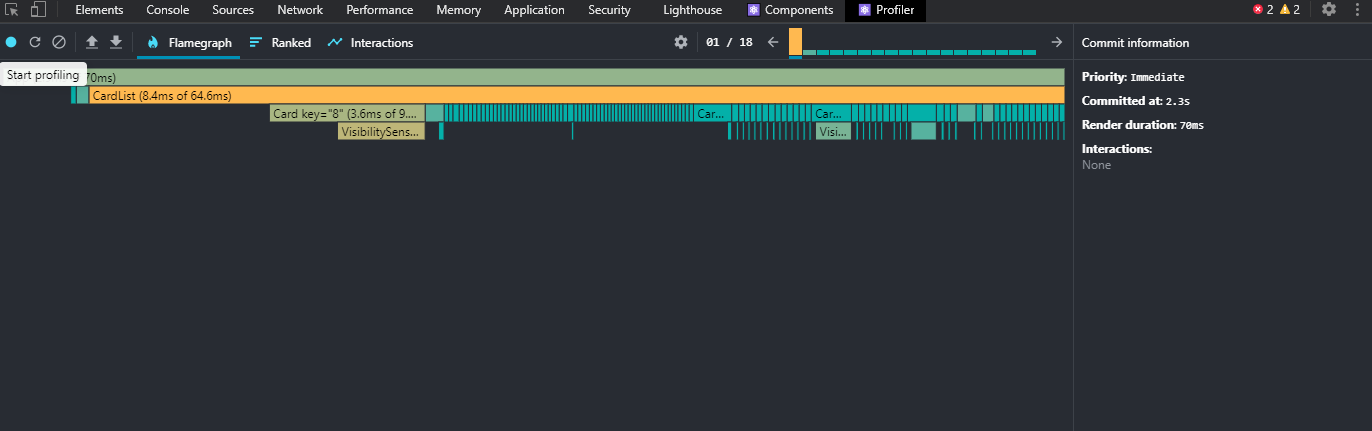 Elements Console Sources Network Performance Memory Application Security Lighthouse Components Profiler 2 2
Flamegraph Ranked Interactions 01 / 18 Commit information
Start profiling 70ms)
CardList (8.4ms of 64.6ms)
Card key="8" (3.6ms of 9.... Car... Car...
VisibilitySens... Visi...
Priority: Immediate
Committed at: 2.3s
Render duration: 70ms
Interactions:
None